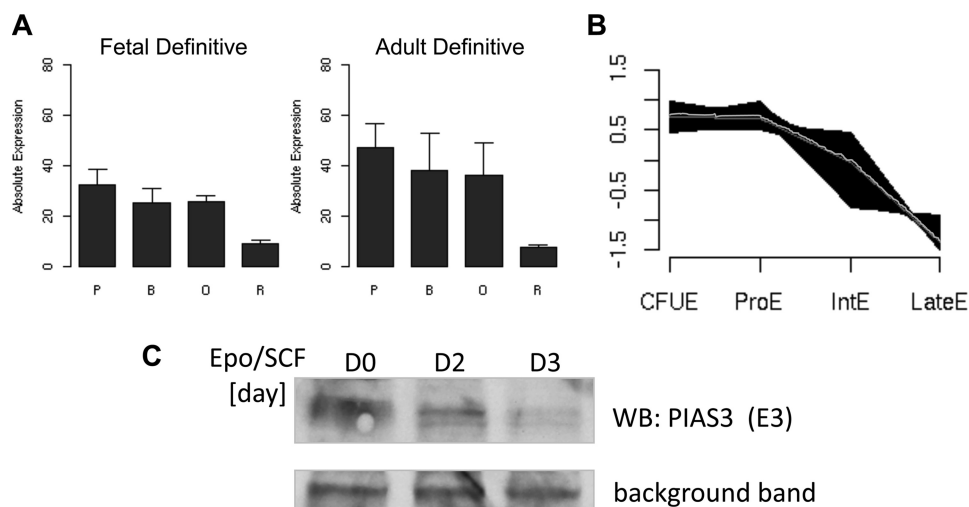 A
Fetal Definitive
Absolute Expression
80
60
40
20
0
P B O R
Adult Definitive
Absolute Expression
80
60
40
20
0
P B O R
B
1.5
0.5
-0.5
-1.5
CFUE ProE IntE LateE
C
Epo/SCF D0 D2 D3
[day]
WB: PIAS3 (E3)
background band